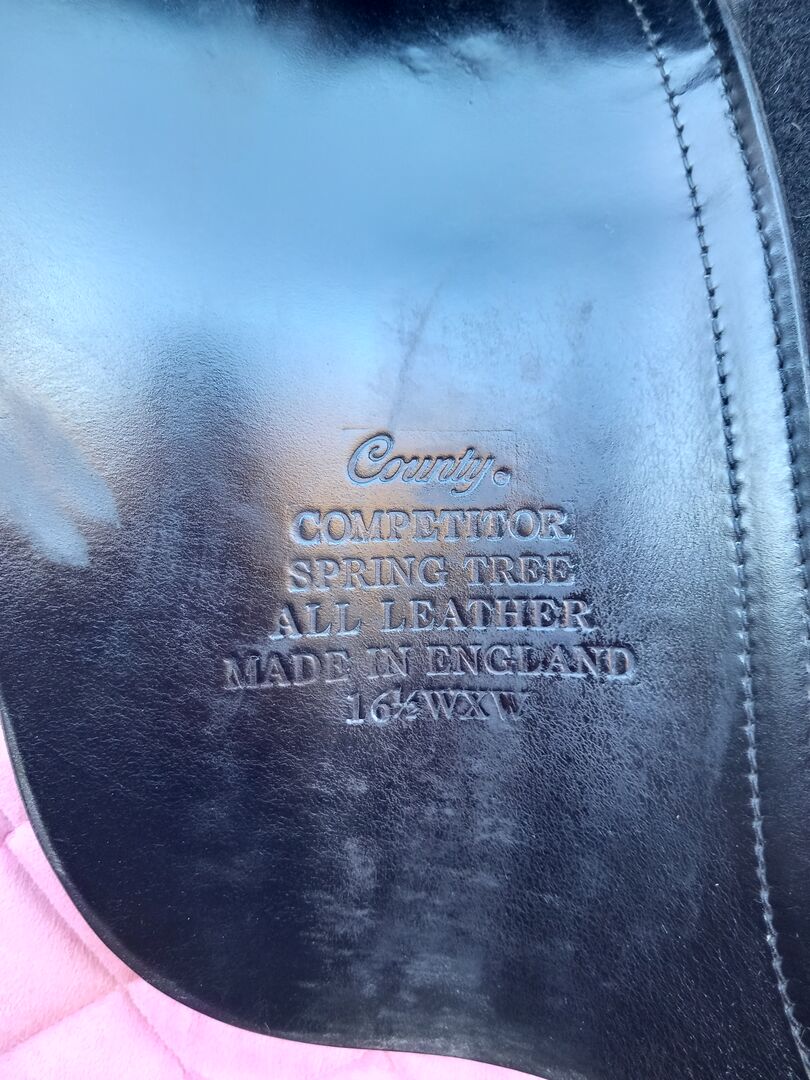 County.
COMPETITOR
SPRING TREE
ALL LEATHER
MADE IN ENGLAND
16½WXW